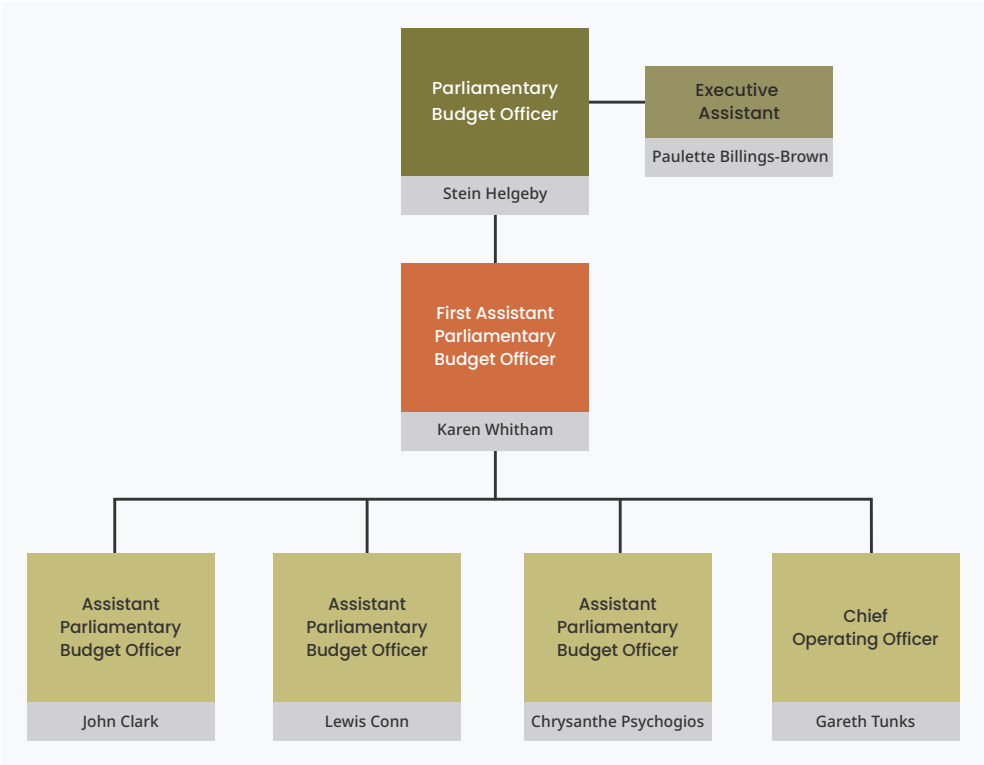 Parliamentary
Budget Officer
Stein Helgeby
Executive
Assistant
Paulette Billings-Brown
First Assistant
Parliamentary
Budget Officer
Karen Whitham
Assistant
Parliamentary
Budget Officer
John Clark
Assistant
Parliamentary
Budget Officer
Lewis Conn
Assistant
Parliamentary
Budget Officer
Chrysanthe Psychogios
Chief
Operating Officer
Gareth Tunks